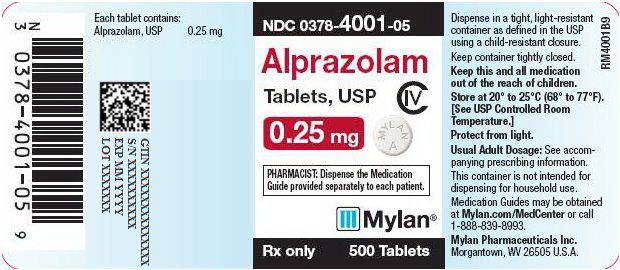 3 0378-4001-05 9
Each tablet contains:
Alprazolam, USP 0.25 mg
GTIN XXXXXXXXXXXXXX
S/N XXXXXXXXXX
EXP MM YYYY
LOT XXXXXXX
NDC 0378-4001-05
Alprazolam
Tablets, USP
CIV
0.25 mg
MYLAN
A
PHARMACIST: Dispense the Medication
Guide provided separately to each patient.
Mylan®
Rx only 500 Tablets
Dispense in a tight, light-resistant
container as defined in the USP
using a child-resistant closure.
Keep container tightly closed.
Keep this and all medication
out of the reach of children.
Store at 20° to 25°C (68° to 77°F).
[See USP Controlled Room
Temperature.]
Protect from light.
Usual Adult Dosage: See accom-
panying prescribing information.
This container is not intended for
dispensing for household use.
Medication Guides may be obtained
at Mylan.com/MedCenter or call
1-888-839-8993.
Mylan Pharmaceuticals Inc.
Morgantown, WV 26505 U.S.A.
RM4001B9